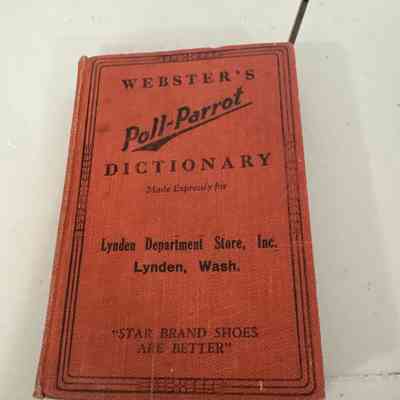 WEBSTER'S
Poll-Parrot
DICTIONARY
Made Expressly for
Lynden Department Store, Inc.
Lynden, Wash.
"STAR BRAND SHOES
ARE BETTER"